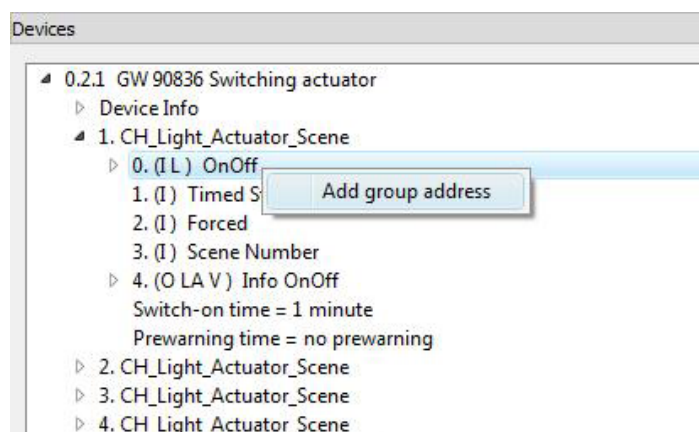 Devices
0.2.1 GW 90836 Switching actuator
Device Info
1. CH_Light_Actuator_Scene
0. (I L ) OnOff
Add group address
1. (I ) Timed S
2. (I ) Forced
3. (I ) Scene Number
4. (O LA V ) Info OnOff
Switch-on time = 1 minute
Prewarning time = no prewarning
2. CH_Light_Actuator_Scene
3. CH_Light_Actuator_Scene
4. CH_Light_Actuator_Scene